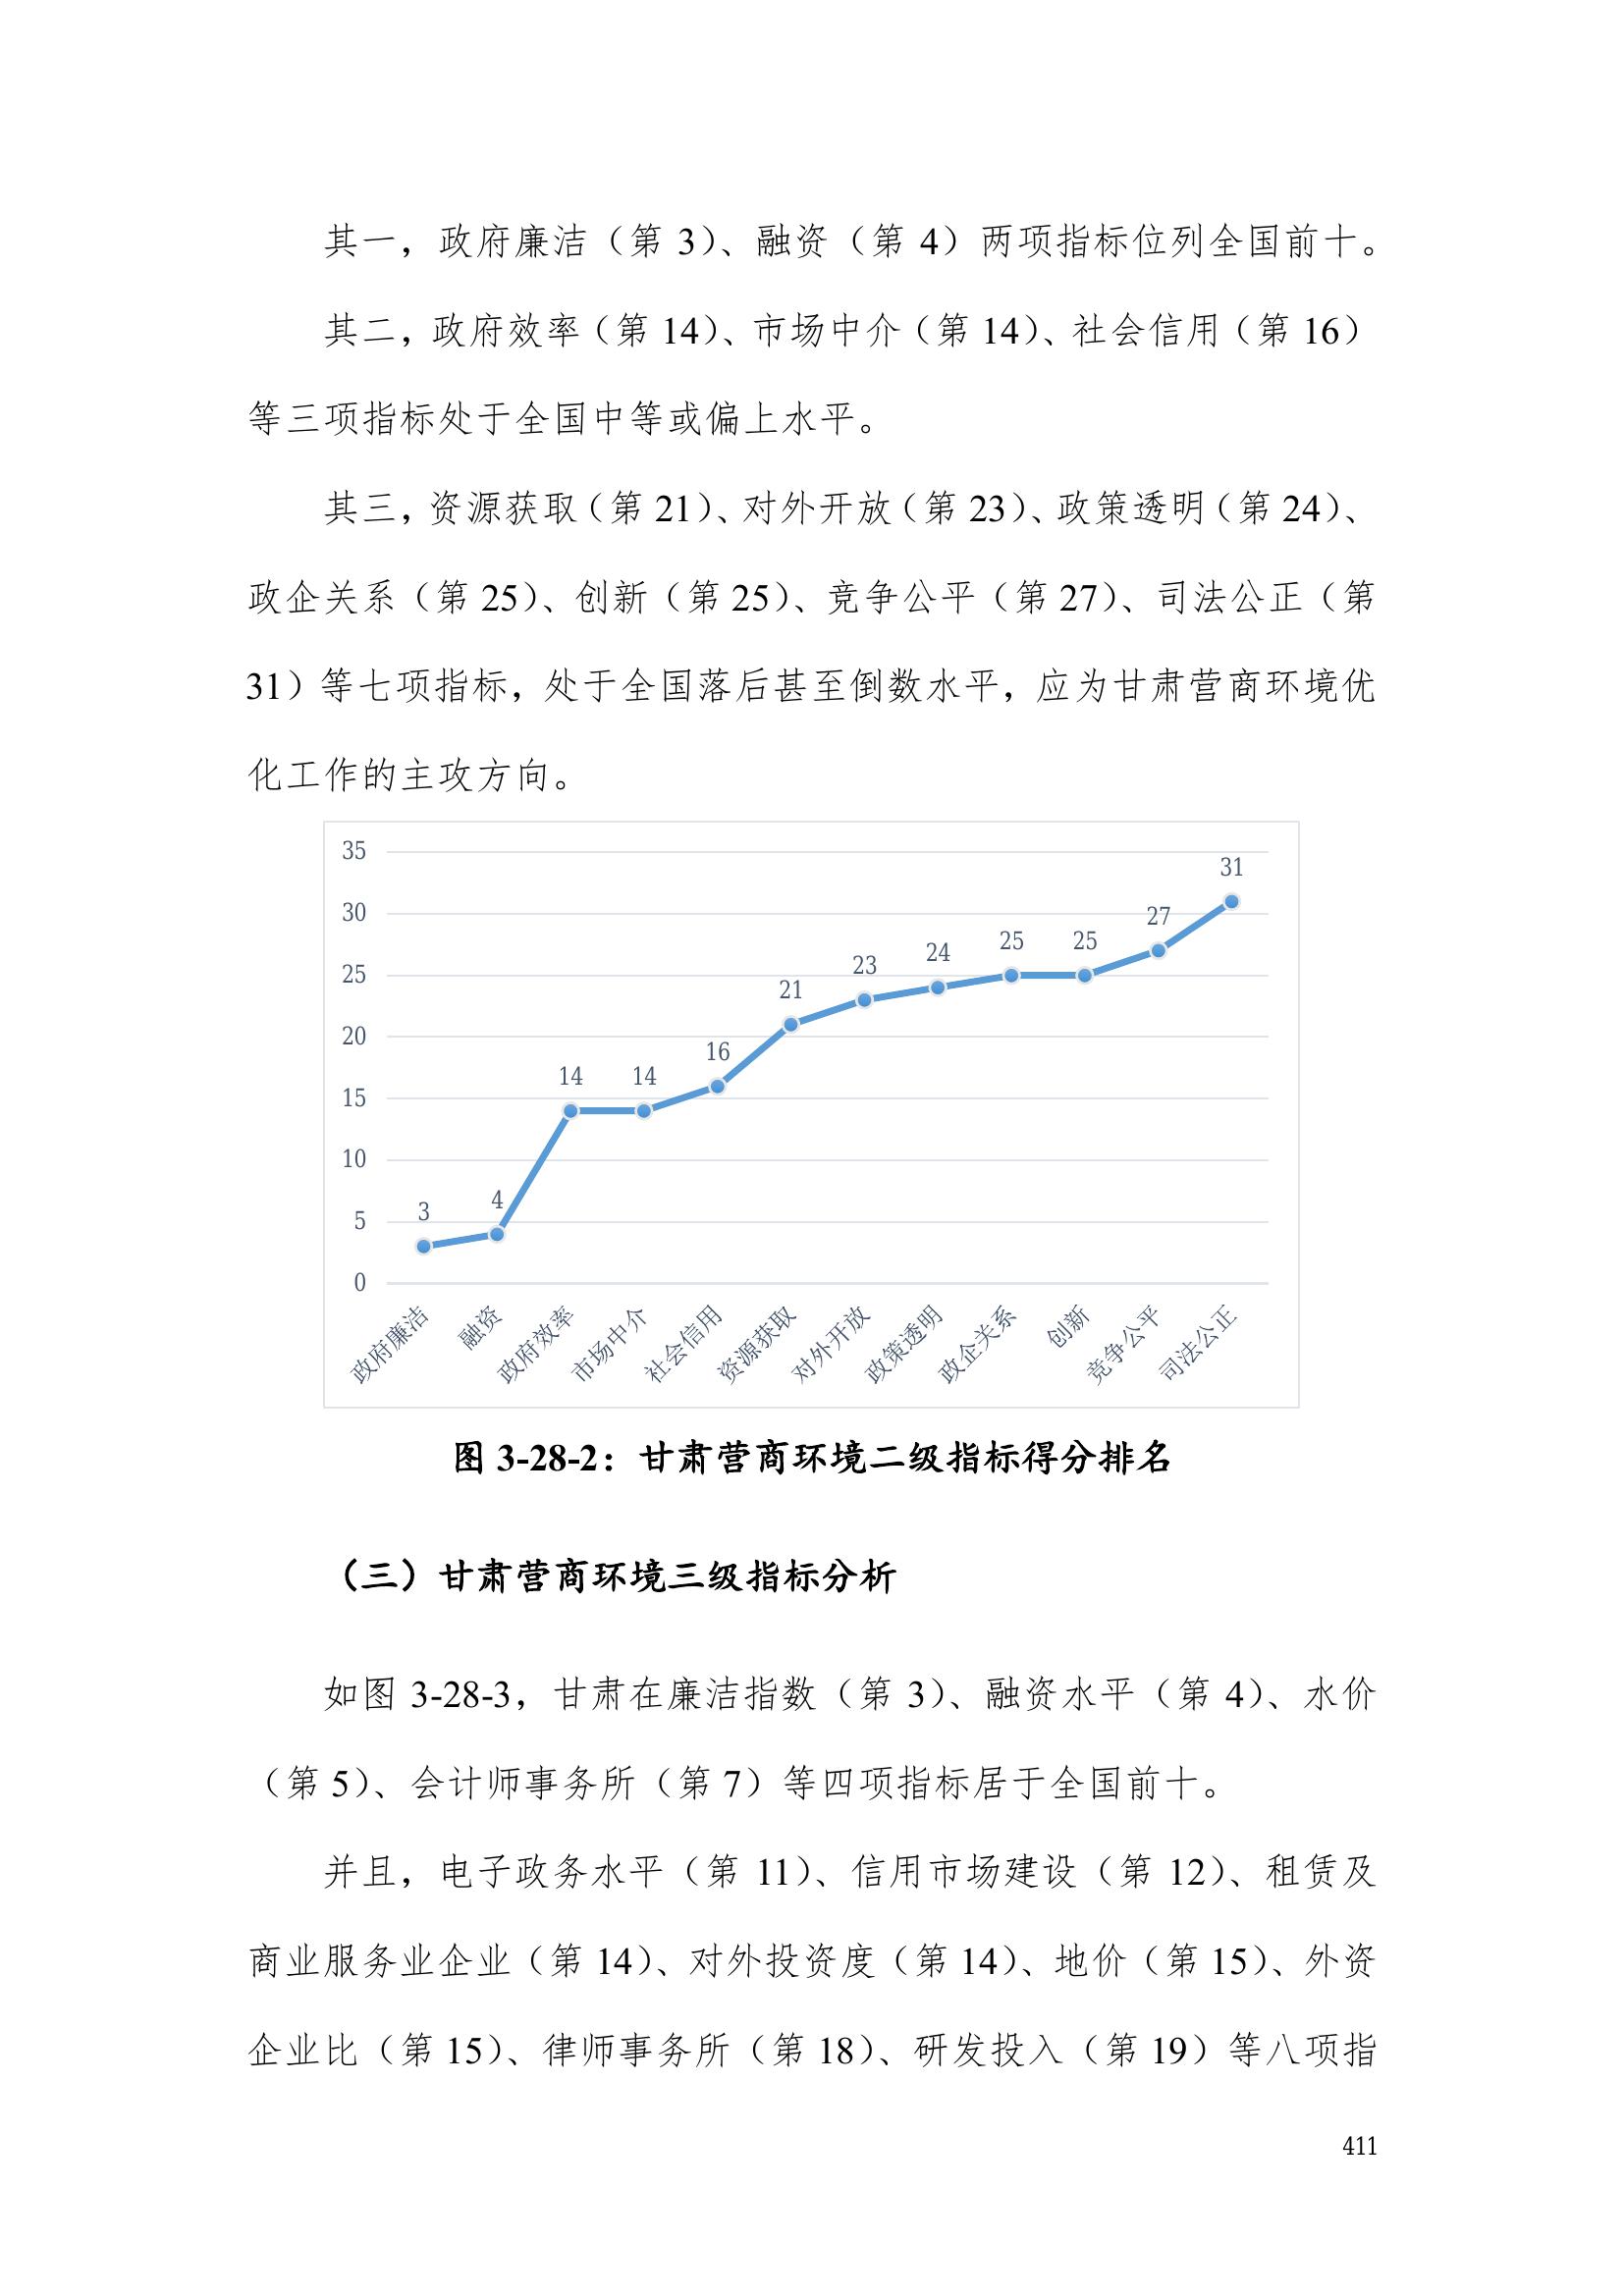 其一，政府廉洁（第 3）、融资（第 4）两项指标位列全国前十。
其二，政府效率（第 14）、市场中介（第 14）、社会信用（第 16）
等三项指标处于全国中等或偏上水平。
其三，资源获取（第 21）、对外开放（第 23）、政策透明（第 24）、
政企关系（第 25）、创新（第 25）、竞争公平（第 27）、司法公正（第
31）等七项指标，处于全国落后甚至倒数水平，应为甘肃营商环境优
化工作的主攻方向。
35
30
25
20
15
10
5
0
3
4
14
14
16
21
23
24
25
25
27
31
政府廉洁
融资
政府效率
市场中介
社会信用
资源获取
对外开放
政策透明
政企关系
创新
竞争公平
司法公正
图 3-28-2：甘肃营商环境二级指标得分排名
（三）甘肃营商环境三级指标分析
如图 3-28-3，甘肃在廉洁指数（第 3）、融资水平（第 4）、水价
（第 5）、会计师事务所（第 7）等四项指标居于全国前十。
并且，电子政务水平（第 11）、信用市场建设（第 12）、租赁及
商业服务业企业（第 14）、对外投资度（第 14）、地价（第 15）、外资
企业比（第 15）、律师事务所（第 18）、研发投入（第 19）等八项指
411